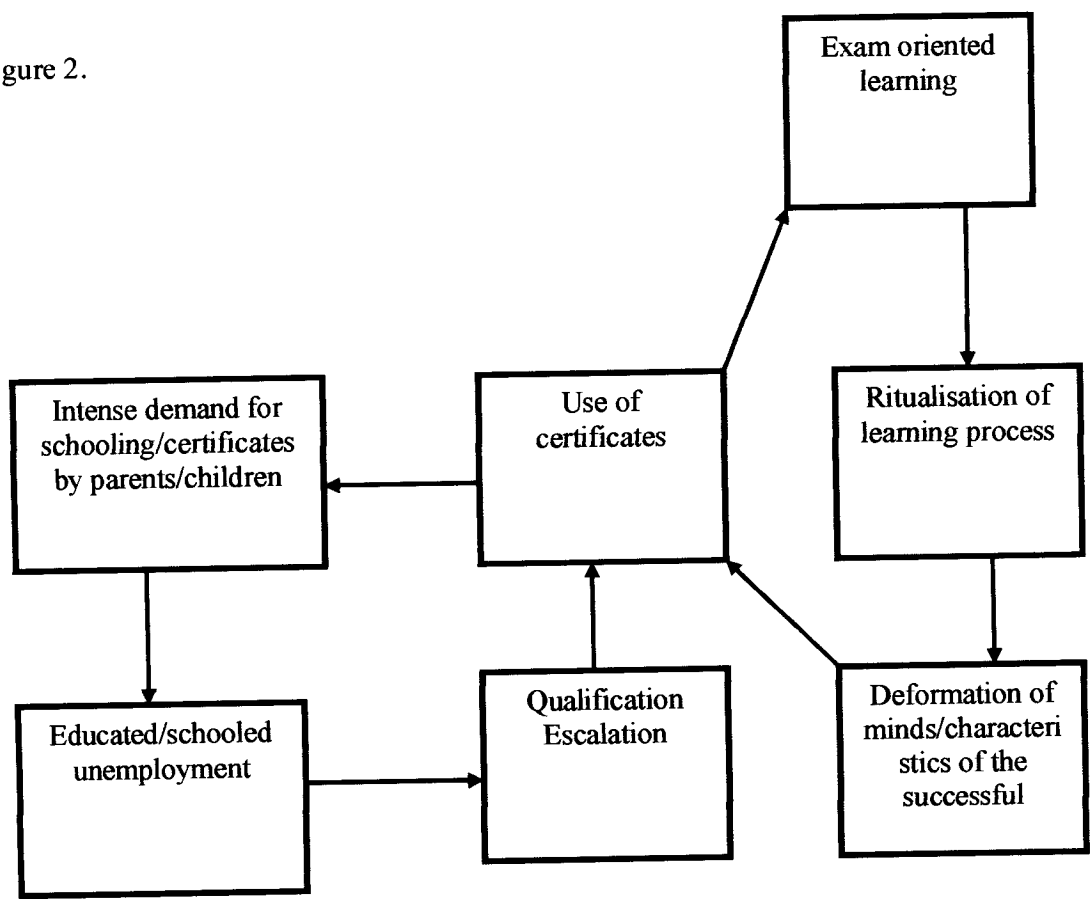 gure 2.
Exam oriented
learning
Intense demand for
schooling/certificates
by parents/children
Use of
certificates
Ritualisation of
learning process
Educated/schooled
unemployment
Qualification
Escalation
Deformation of
minds/characteri
stics of the
successful